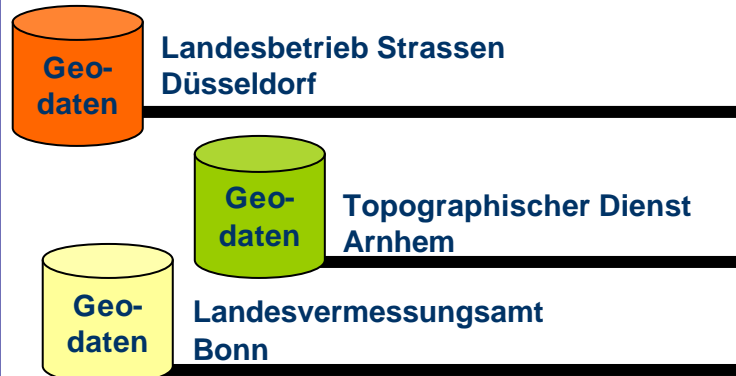 Geo-
daten
Landesbetrieb Strassen
Düsseldorf
Geo-
daten
Topographischer Dienst
Arnhem
Geo-
daten
Landesvermessungsamt
Bonn